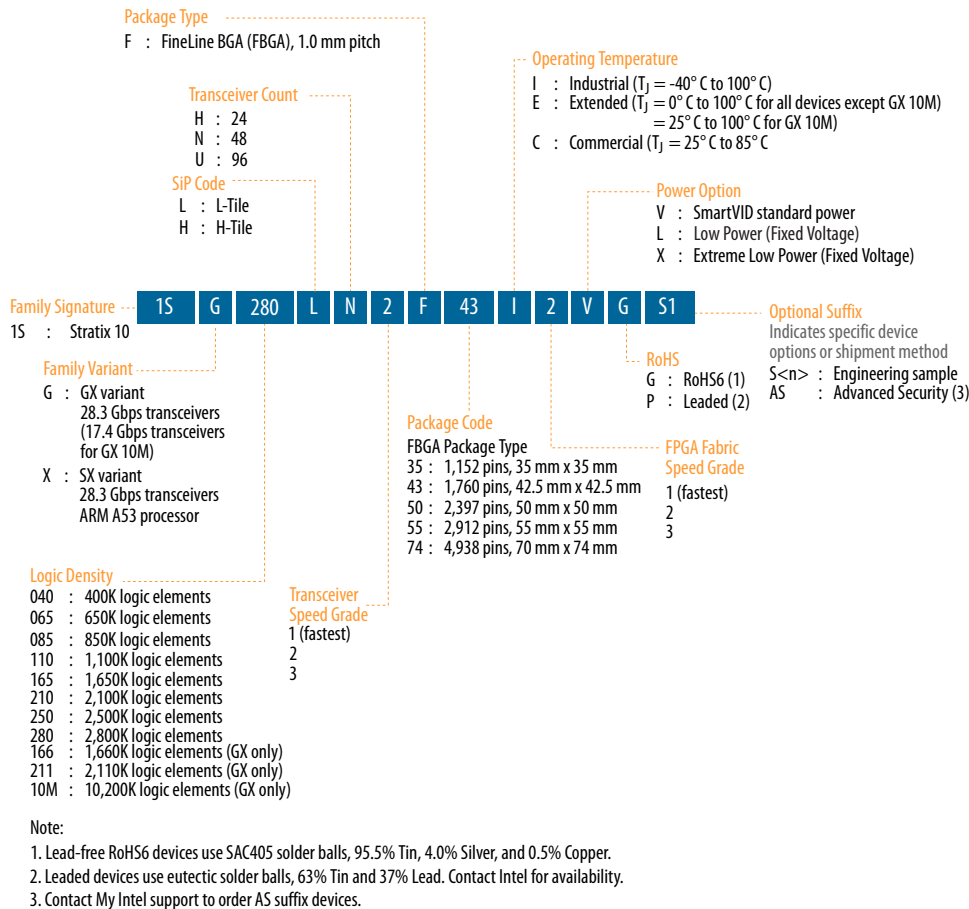 Package Type
F : FineLine BGA (FBGA), 1.0 mm pitch
Transceiver Count
H : 24
N : 48
U : 96
SiP Code
L : L-Tile
H : H-Tile
Operating Temperature
I : Industrial (TJ = -40° C to 100° C)
E : Extended (TJ = 0° C to 100° C for all devices except GX 10M)
= 25° C to 100° C for GX 10M)
C : Commercial (TJ = 25° C to 85° C
Power Option
V : SmartVID standard power
L : Low Power (Fixed Voltage)
X : Extreme Low Power (Fixed Voltage)
1S G 280 L N 2 F 43 I 2 V G S1
Family Signature
1S : Stratix 10
Family Variant
G : GX variant
28.3 Gbps transceivers
(17.4 Gbps transceivers
for GX 10M)
X : SX variant
28.3 Gbps transceivers
ARM A53 processor
Logic Density
040 : 400K logic elements
065 : 650K logic elements
085 : 850K logic elements
110 : 1,100K logic elements
165 : 1,650K logic elements
210 : 2,100K logic elements
250 : 2,500K logic elements
280 : 2,800K logic elements
166 : 1,660K logic elements (GX only)
211 : 2,110K logic elements (GX only)
10M : 10,200K logic elements (GX only)
Transceiver
Speed Grade
1 (fastest)
2
3
Package Code
FBGA Package Type
35 : 1,152 pins, 35 mm x 35 mm
43 : 1,760 pins, 42.5 mm x 42.5 mm
50 : 2,397 pins, 50 mm x 50 mm
55 : 2,912 pins, 55 mm x 55 mm
74 : 4,938 pins, 70 mm x 74 mm
FPGA Fabric
Speed Grade
1 (fastest)
2
3
RoHS
G : RoHS6 (1)
P : Leaded (2)
Optional Suffix
Indicates specific device
options or shipment method
S<n> : Engineering sample
AS : Advanced Security (3)
Note:
1. Lead-free RoHS6 devices use SAC405 solder balls, 95.5% Tin, 4.0% Silver, and 0.5% Copper.
2. Leaded devices use eutectic solder balls, 63% Tin and 37% Lead. Contact Intel for availability.
3. Contact My Intel support to order AS suffix devices.